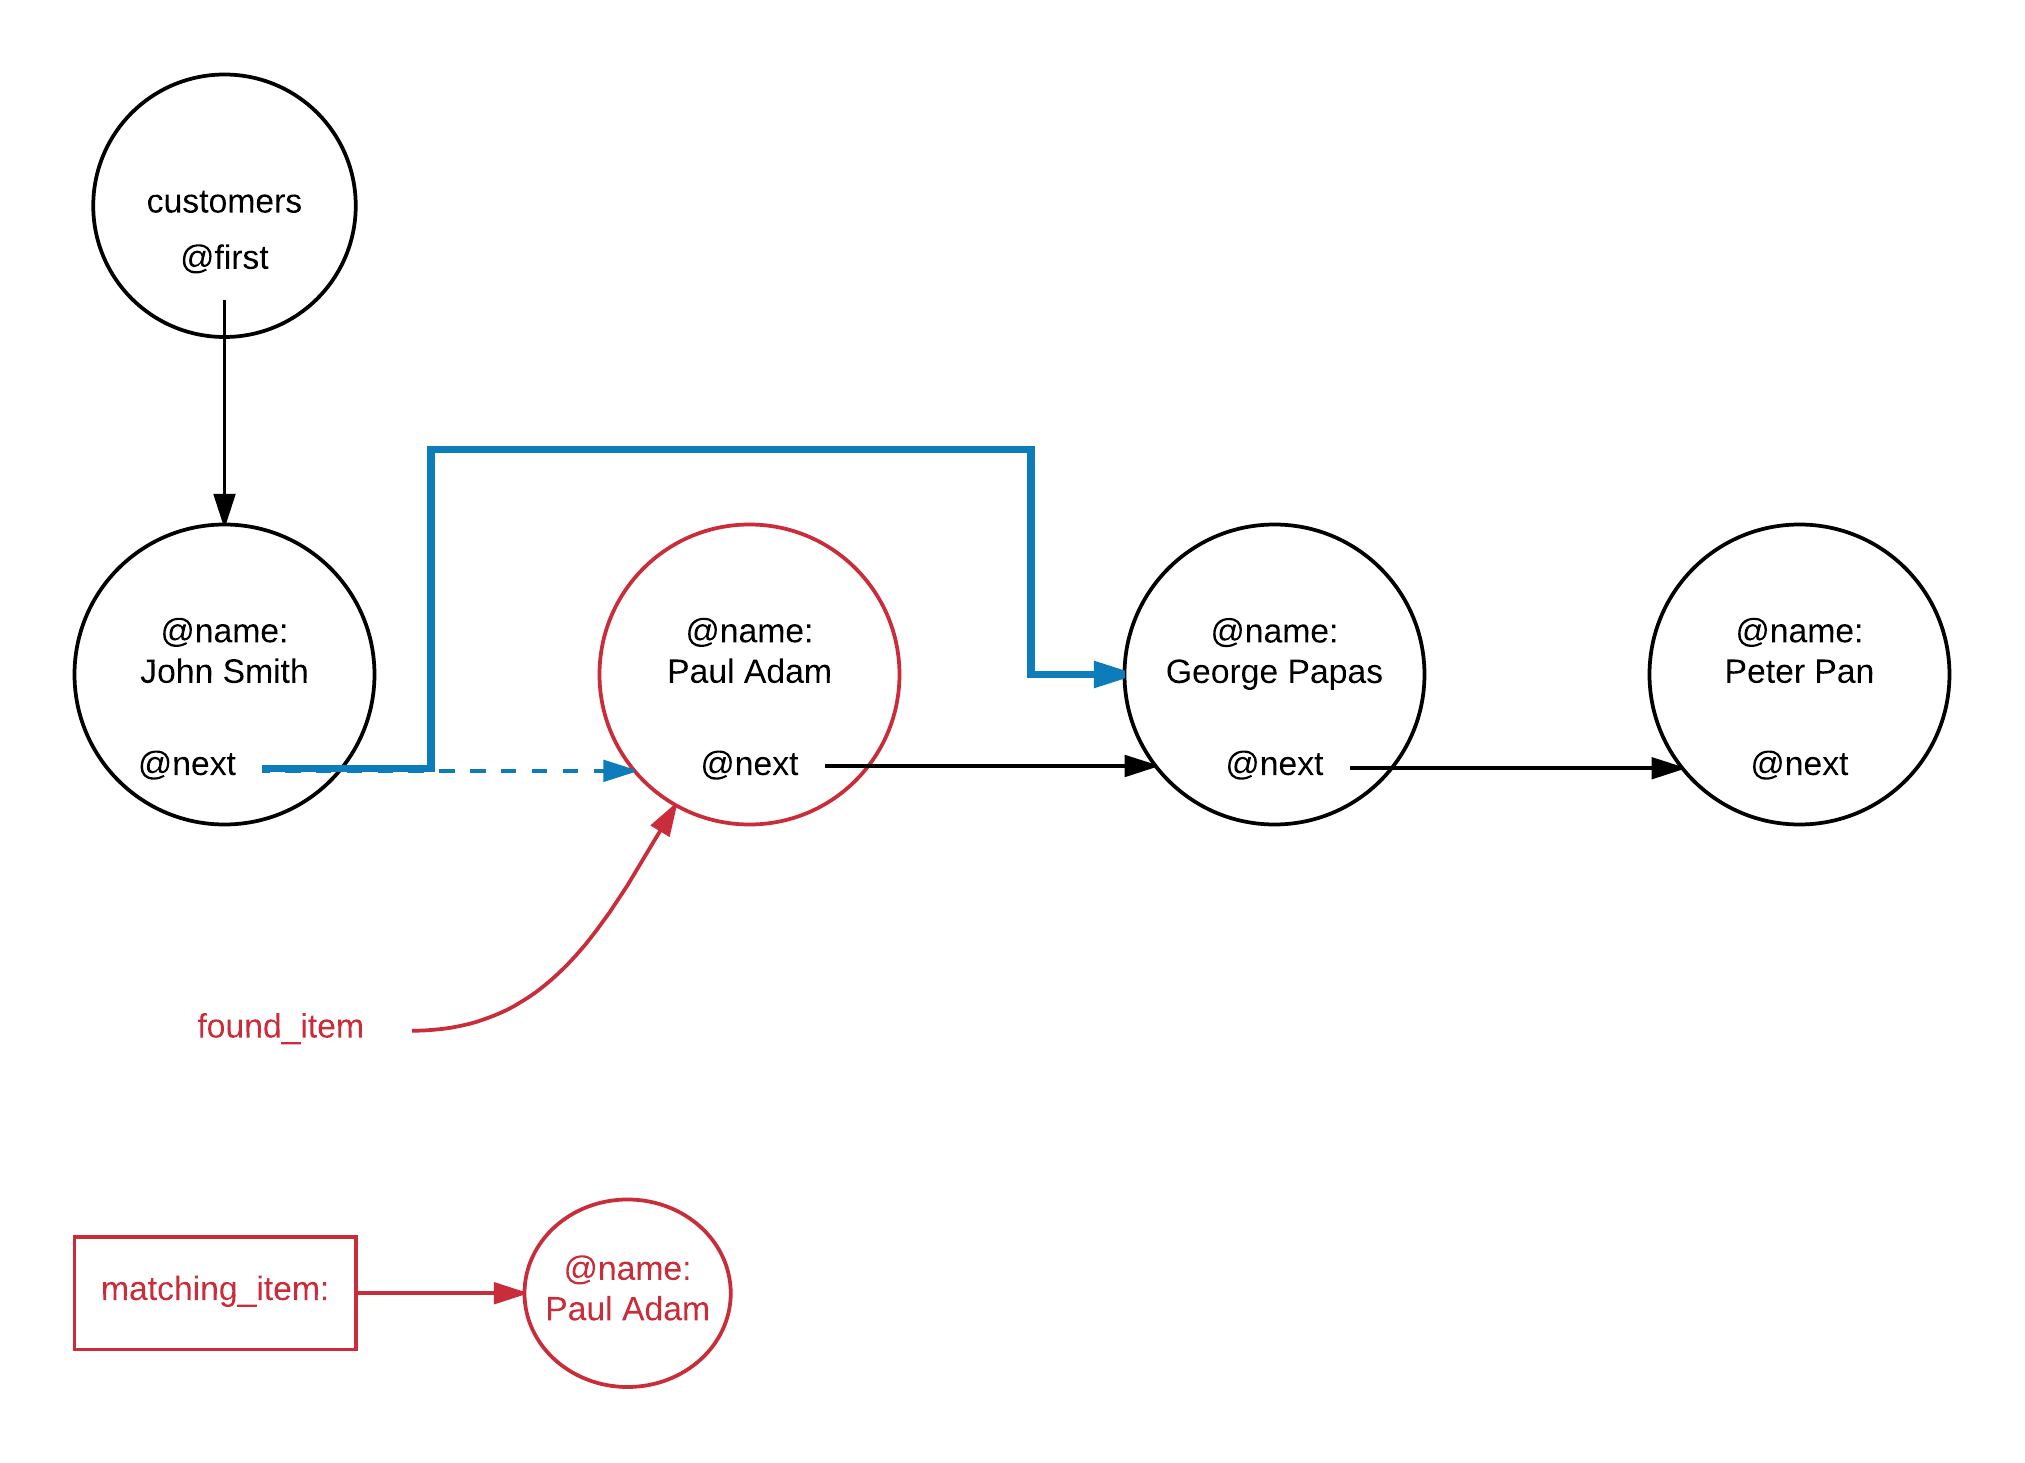 customers
@first
@name:
John Smith
@next
@name:
Paul Adam
@next
@name:
George Papas
@next
@name:
Peter Pan
@next
found_item
matching_item:
@name:
Paul Adam